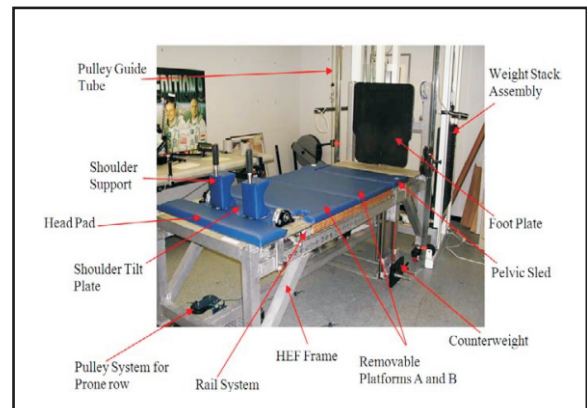 Pulley Guide
Tube
Weight Stack
Assembly
Shoulder
Support
Head Pad
Foot Plate
Shoulder Tilt
Plate
Pelvic Sled
Counterweight
Pulley System for
Prone row
HEF Frame
Rail System
Removable
Platforms A and B